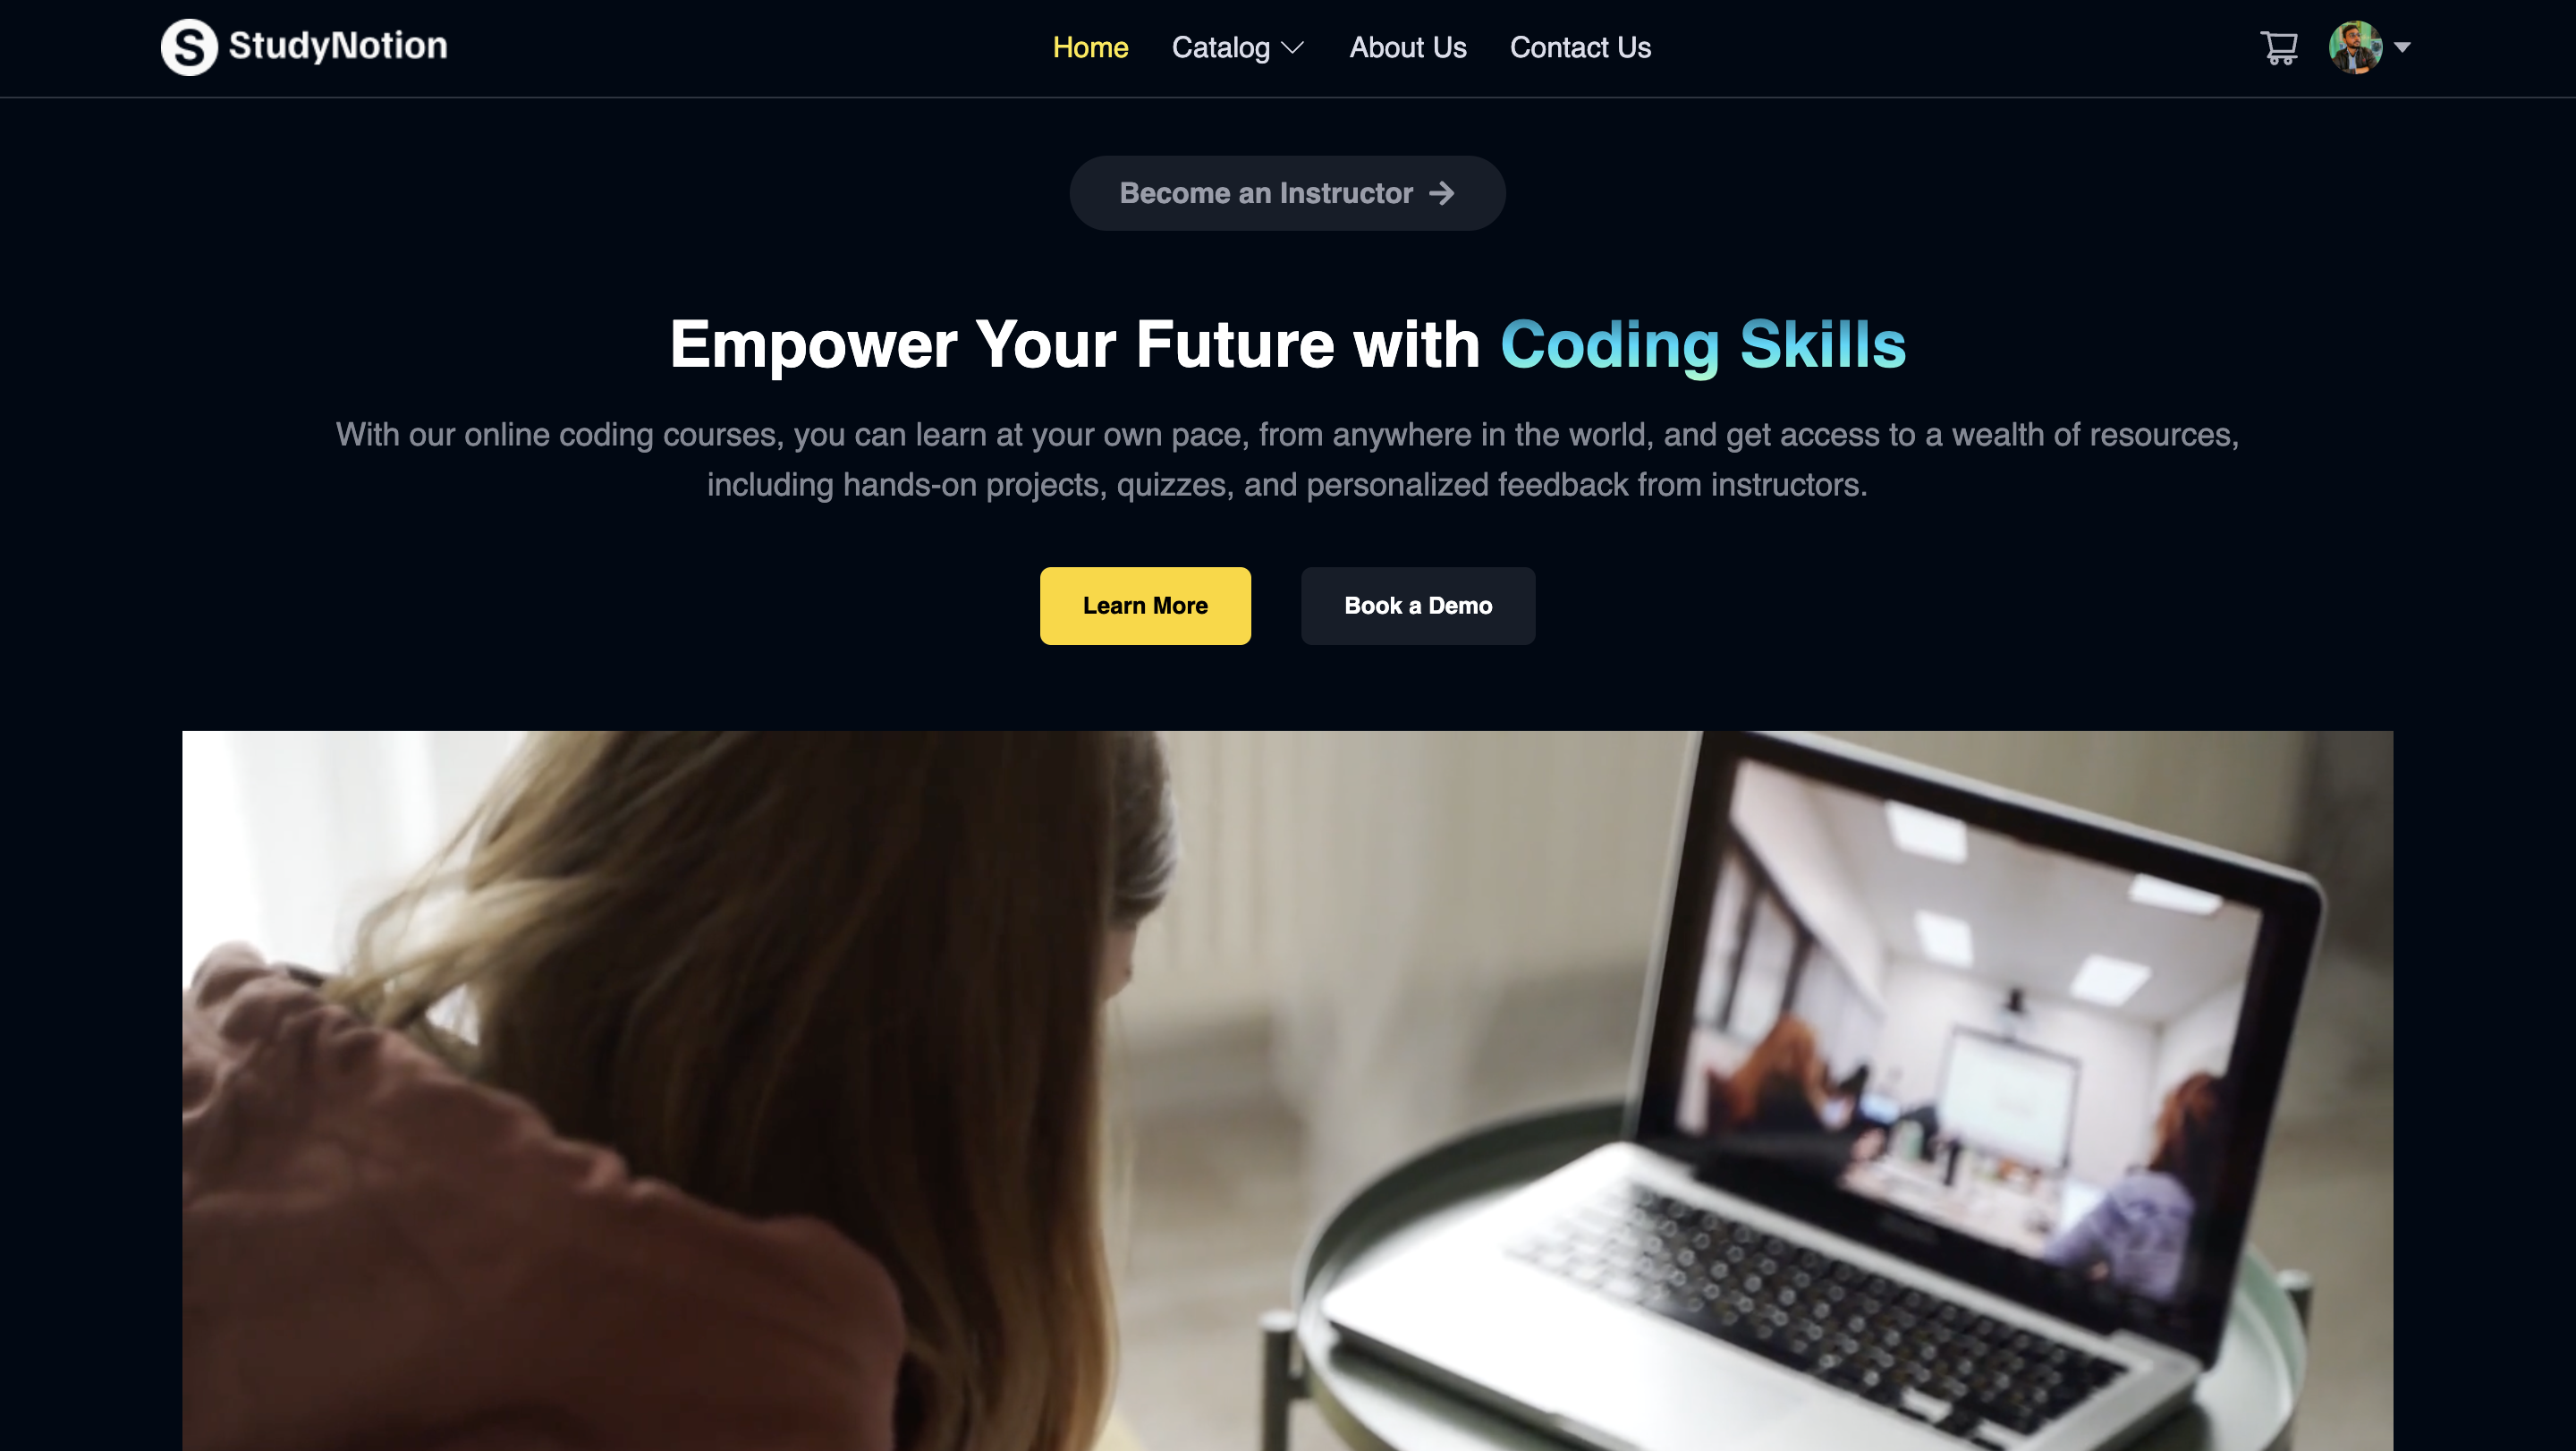 S StudyNotion
Home Catalog About Us Contact Us
Become an Instructor →
Empower Your Future with Coding Skills
With our online coding courses, you can learn at your own pace, from anywhere in the world, and get access to a wealth of resources,
including hands-on projects, quizzes, and personalized feedback from instructors.
Learn More
Book a Demo